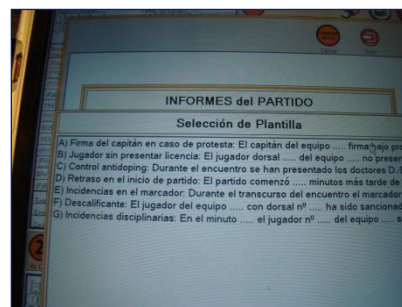 INFORMES del PARTIDO
Selección de Plantilla
A) Firma del capitán en caso de protesta: El capitán del equipo ..... firma bajo
B) Jugador sin presentar licencia: El jugador dorsal ..... del equipo ..... no
C) Control antidoping: Durante el encuentro se han presentado los doctores D.
D) Retraso en el inicio de partido: El partido comenzó ..... minutos más tarde de
E) Incidencias en el marcador: Durante el transcurso del encuentro el marcador
F) Descalificante: El jugador del equipo ..... con dorsal nº ..... ha sido
G) Incidencias disciplinarias: En el minuto ..... el jugador nº ..... del equipo .....